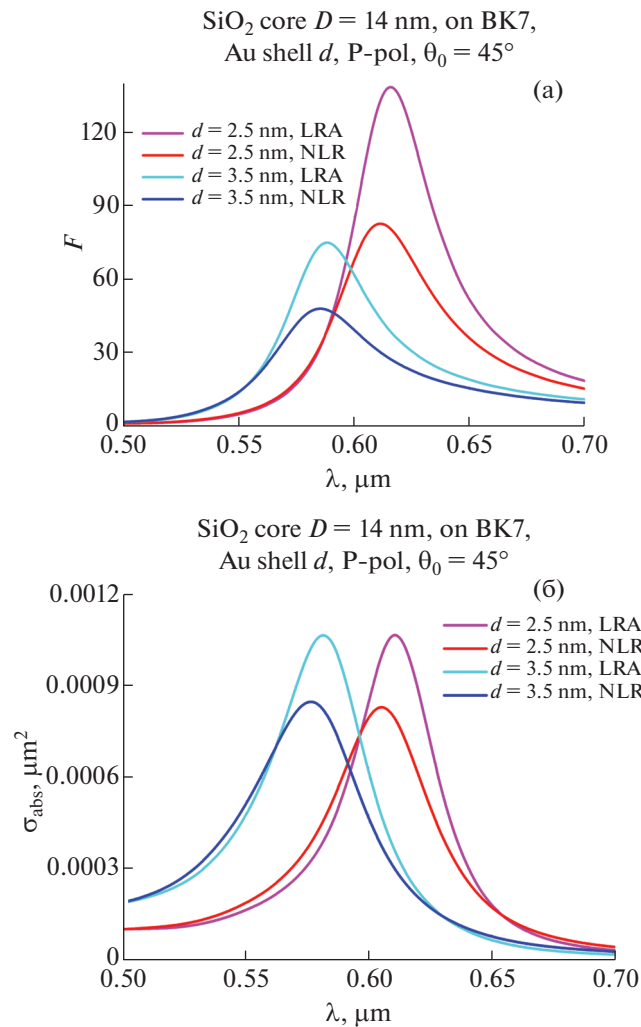 SiO₂ core D = 14 nm, on BK7,
Au shell d, P-pol, θ₀ = 45°
(а)
120
90
60
30
0
F
d = 2.5 nm, LRA
d = 2.5 nm, NLR
d = 3.5 nm, LRA
d = 3.5 nm, NLR
0.50 0.55 0.60 0.65 0.70
λ, μm
SiO₂ core D = 14 nm, on BK7,
Au shell d, P-pol, θ₀ = 45°
(б)
0.0012
0.0009
0.0006
0.0003
0
σabs, μm²
d = 2.5 nm, LRA
d = 2.5 nm, NLR
d = 3.5 nm, LRA
d = 3.5 nm, NLR
0.50 0.55 0.60 0.65 0.70
λ, μm